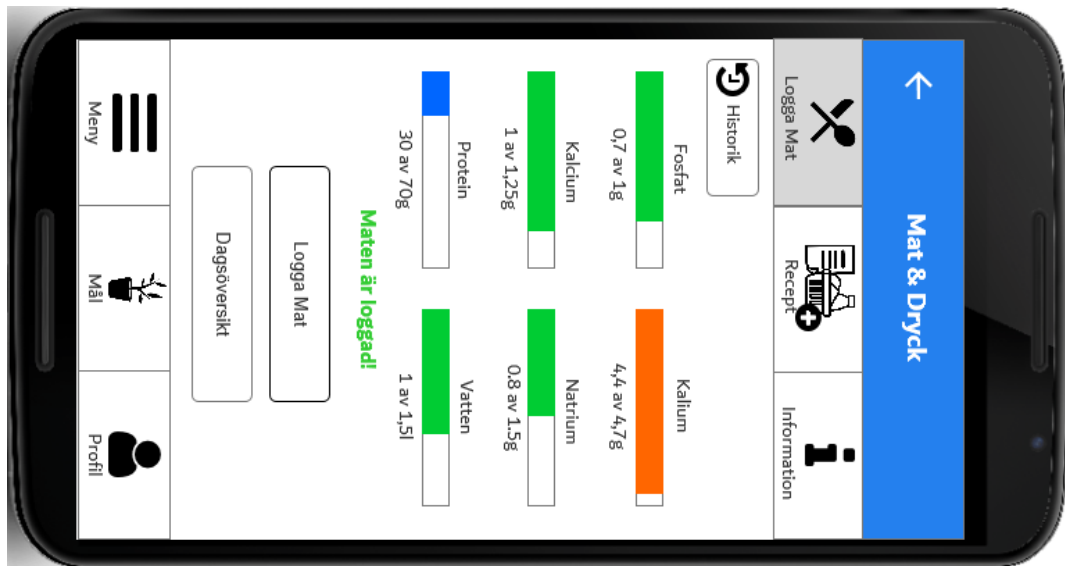 Mat & Dryck
Logga Mat
Recept
Information
Historik
Fosfat
0,7 av 1g
Kalium
4,4 av 4,7g
Kalcium
1 av 1,25g
Natrium
0.8 av 1.5g
Protein
30 av 70g
Vatten
1 av 1,5l
Maten är loggad!
Logga Mat
Dagsöversikt
Meny
Mål
Profil